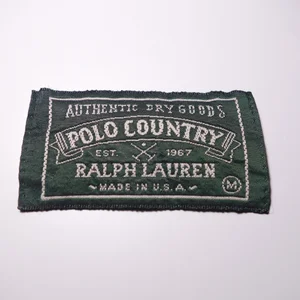 AUTHENTIC DRY GOODS
POLO COUNTRY
EST. 1967
RALPH LAUREN
~MADE IN U.S.A.~ M